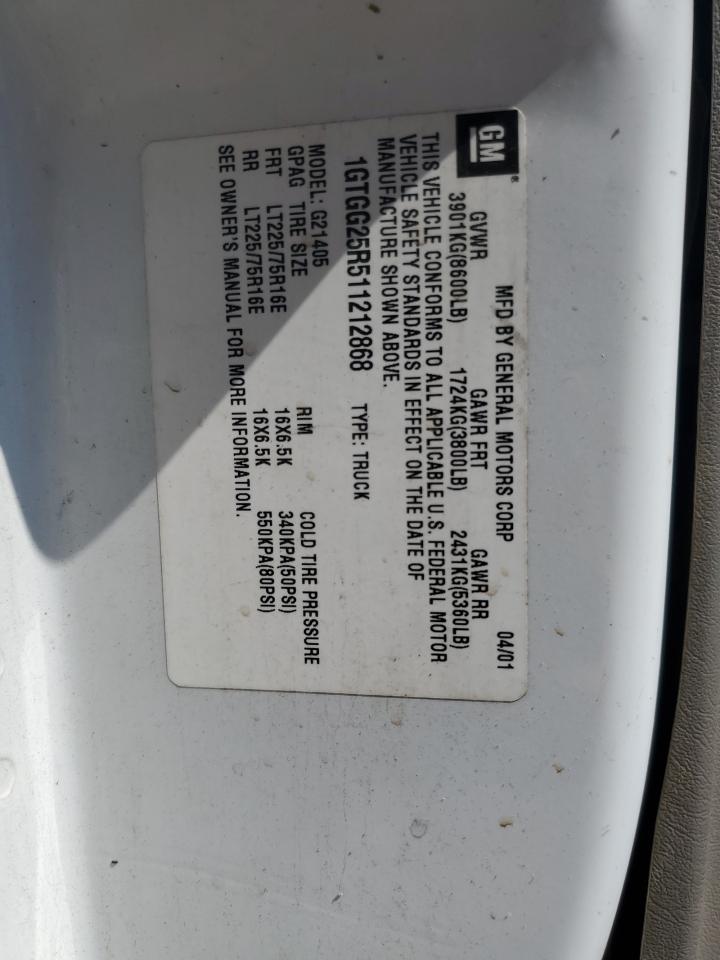 GM®
MFD BY GENERAL MOTORS CORP 04/01
GVWR GAWR FRT GAWR RR
3901KG(8600LB) 1724KG(3800LB) 2431KG(5360LB)
THIS VEHICLE CONFORMS TO ALL APPLICABLE U.S. FEDERAL MOTOR
VEHICLE SAFETY STANDARDS IN EFFECT ON THE DATE OF
MANUFACTURE SHOWN ABOVE.
1GTGG25R511212868 TYPE: TRUCK
MODEL: G21405
GPAG TIRE SIZE RIM COLD TIRE PRESSURE
FRT LT225/75R16E 16X6.5K 340KPA(50PSI)
RR LT225/75R16E 16X6.5K 550KPA(80PSI)
SEE OWNER'S MANUAL FOR MORE INFORMATION.